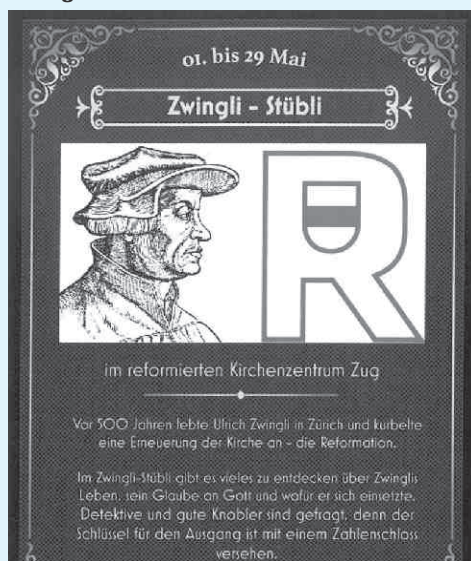 01. bis 29 Mai
Zwingli - Stübli
R
im reformierten Kirchenzentrum Zug
Vor 500 Jahren lebte Ulrich Zwingli in Zürich und kurbelte
eine Erneuerung der Kirche an - die Reformation.
Im Zwingli-Stübli gibt es vieles zu entdecken über Zwinglis
Leben, sein Glaube an Gott und wofür er sich einsetzte.
Detektive und gute Knobler sind gefragt, denn der
Schlüssel für den Ausgang ist mit einem Zahlenschloss
versehen.